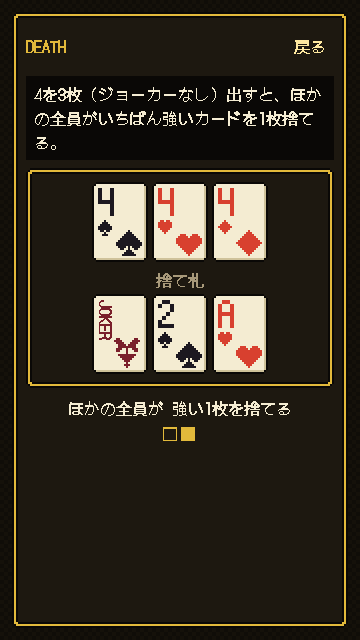 DEATH 戻る
4を3枚（ジョーカーなし）出すと、ほか
の全員がいちばん強いカードを1枚捨て
る。
4 4 4
捨て札
JOKER 2 A
ほかの全員が 強い1枚を捨てる